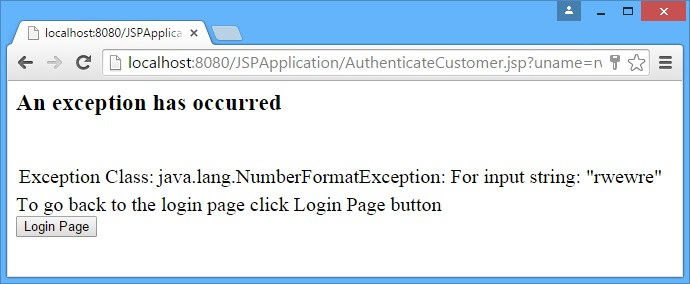 localhost:8080/JSPApplica
localhost:8080/JSPApplication/AuthenticateCustomer.jsp?uname=
An exception has occurred
Exception Class: java.lang.NumberFormatException: For input string: "rwewre"
To go back to the login page click Login Page button
Login Page